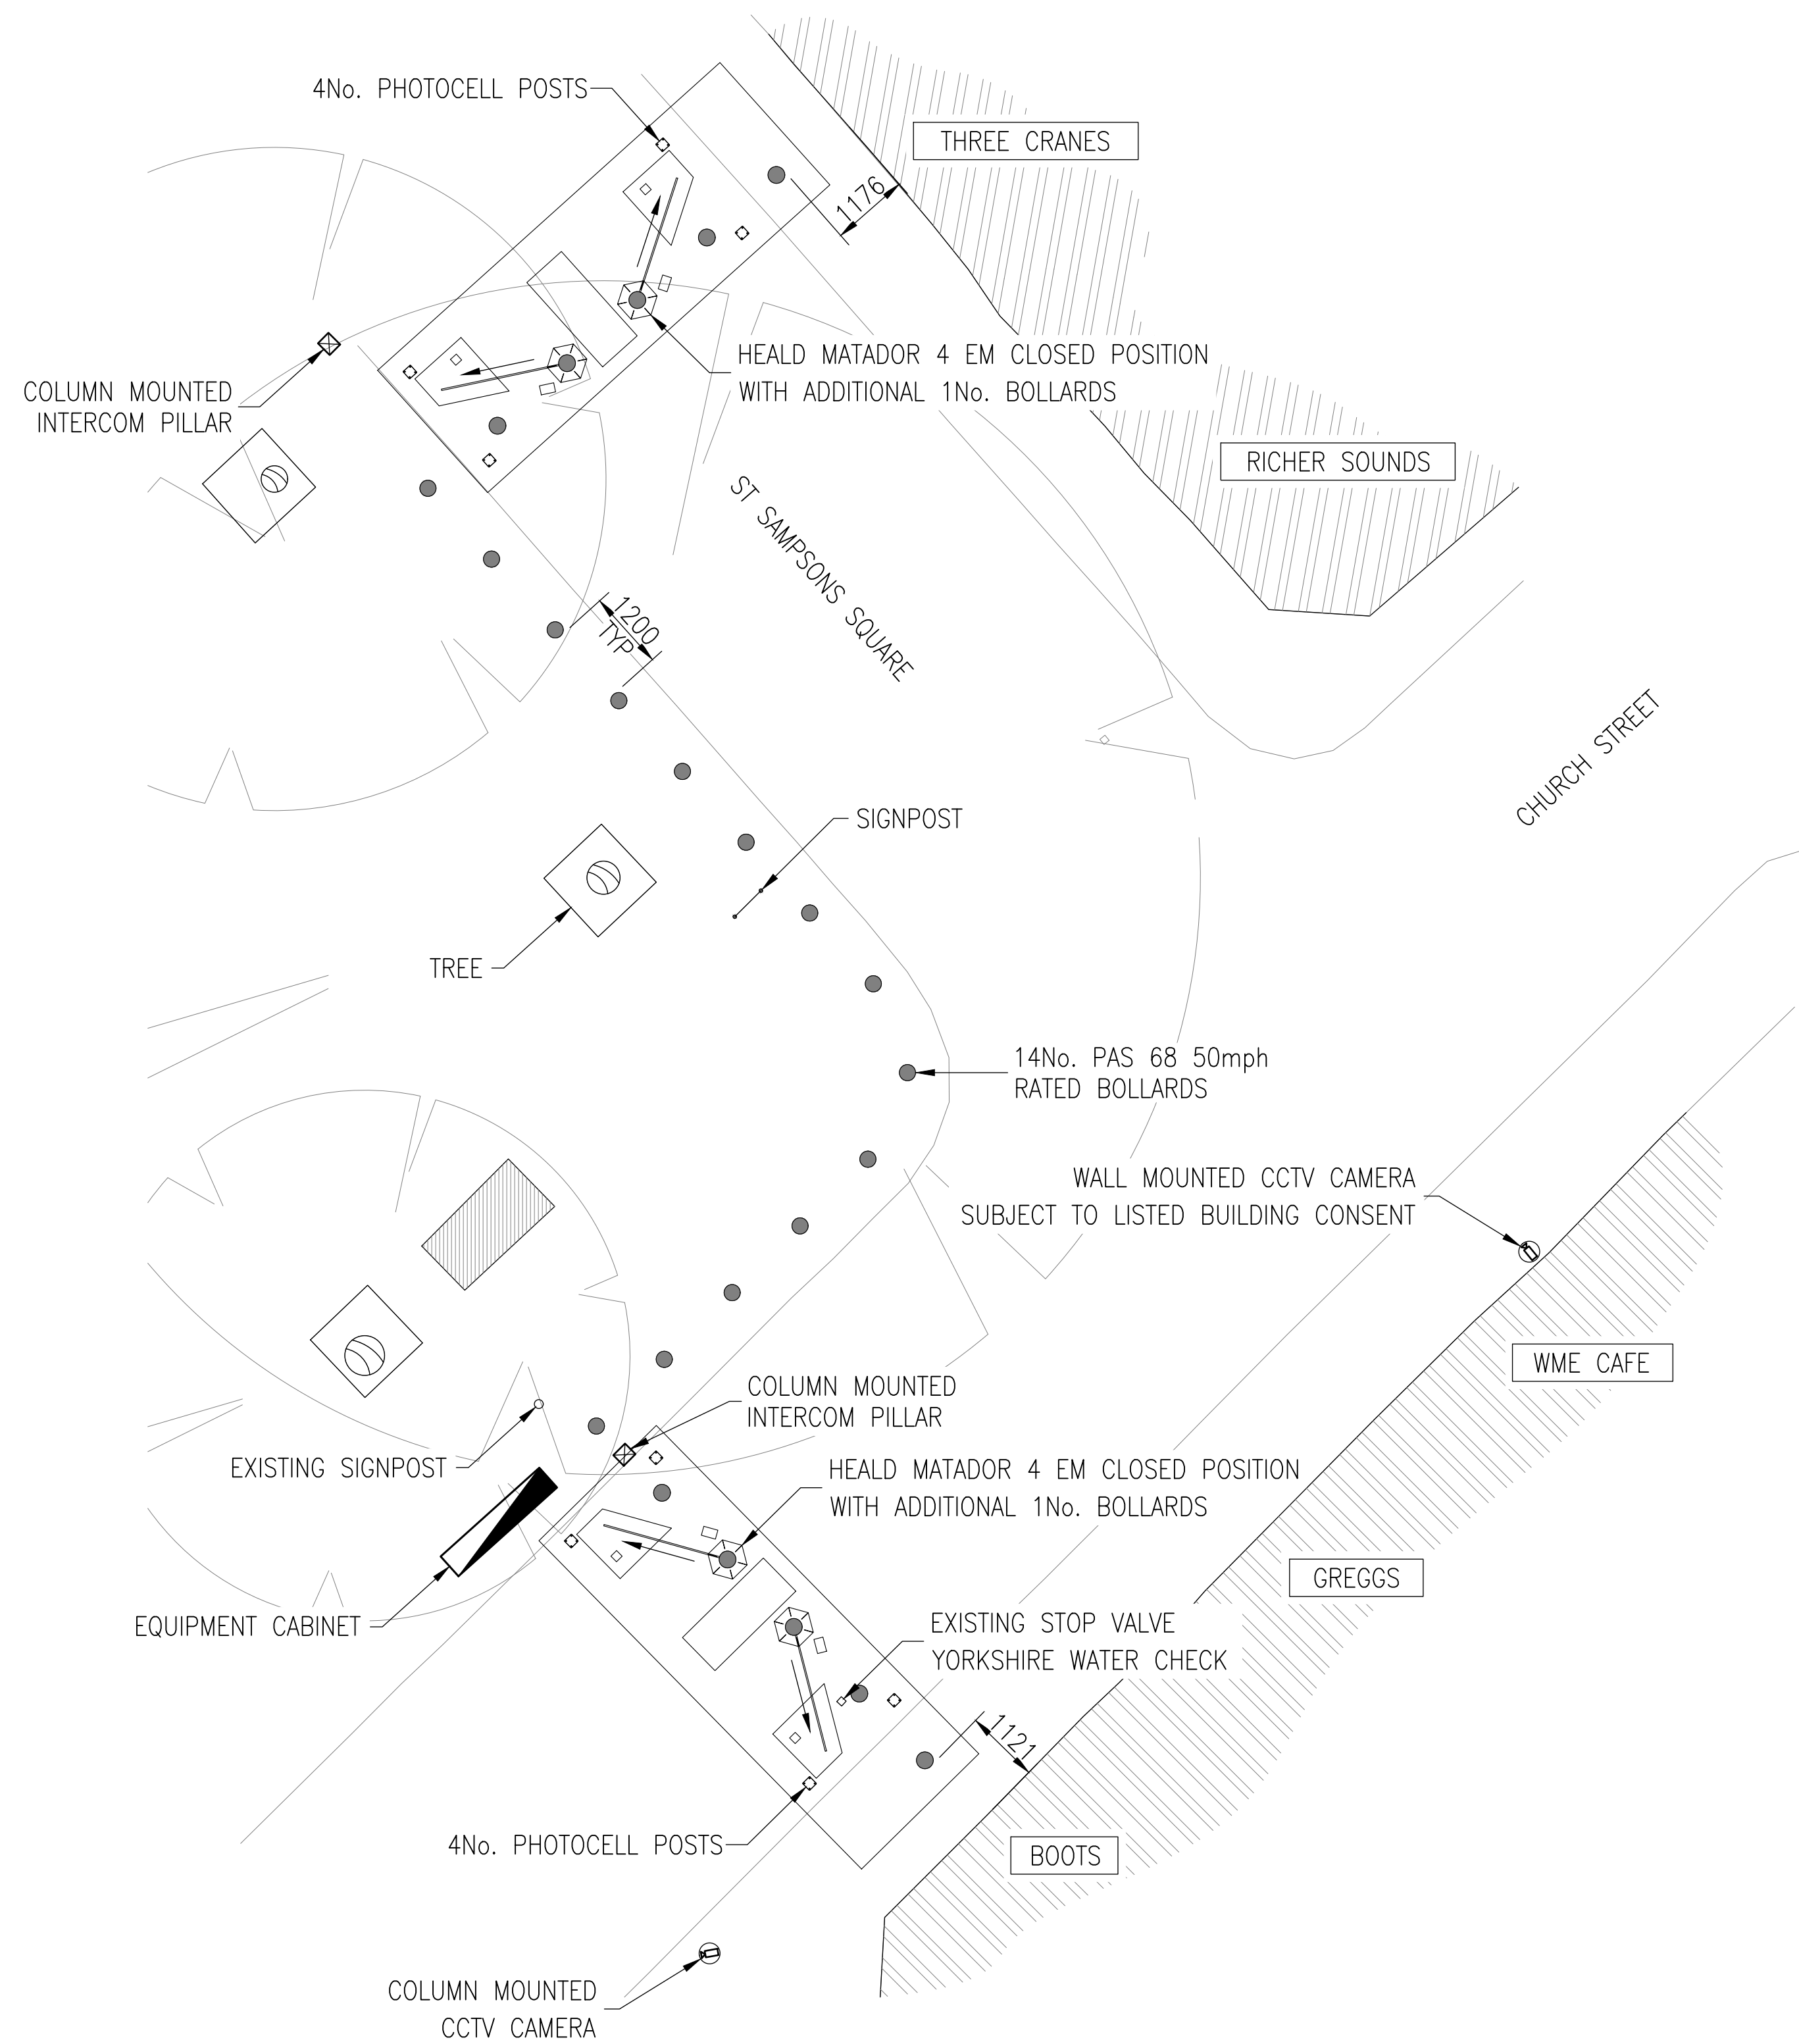 4No. PHOTOCELL POSTS
THREE CRANES
1176
HEALD MATADOR 4 EM CLOSED POSITION
WITH ADDITIONAL 1No. BOLLARDS
COLUMN MOUNTED
INTERCOM PILLAR
RICHER SOUNDS
ST SAMPSONS SQUARE
1200
TYP
CHURCH STREET
SIGNPOST
TREE
14No. PAS 68 50mph
RATED BOLLARDS
WALL MOUNTED CCTV CAMERA
SUBJECT TO LISTED BUILDING CONSENT
WME CAFE
COLUMN MOUNTED
INTERCOM PILLAR
EXISTING SIGNPOST
HEALD MATADOR 4 EM CLOSED POSITION
WITH ADDITIONAL 1No. BOLLARDS
GREGGS
EQUIPMENT CABINET
EXISTING STOP VALVE
YORKSHIRE WATER CHECK
1121
4No. PHOTOCELL POSTS
BOOTS
COLUMN MOUNTED
CCTV CAMERA